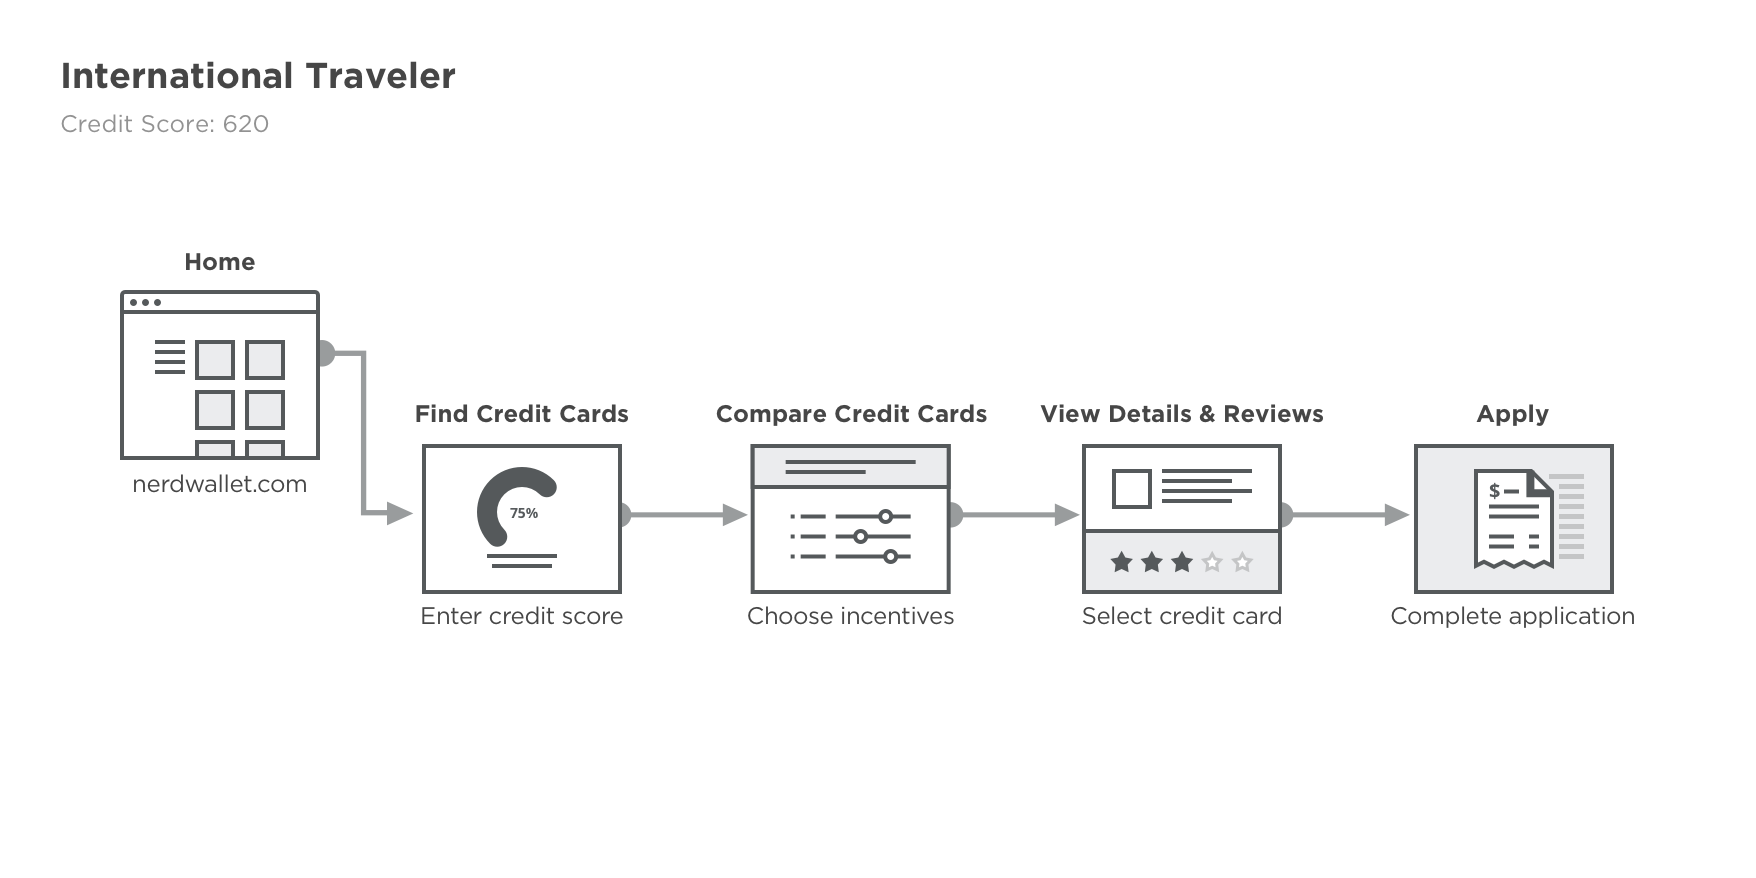 International Traveler
Credit Score: 620
Home
nerdwallet.com
Find Credit Cards
75%
Enter credit score
Compare Credit Cards
Choose incentives
View Details & Reviews
Select credit card
Apply
$
Complete application